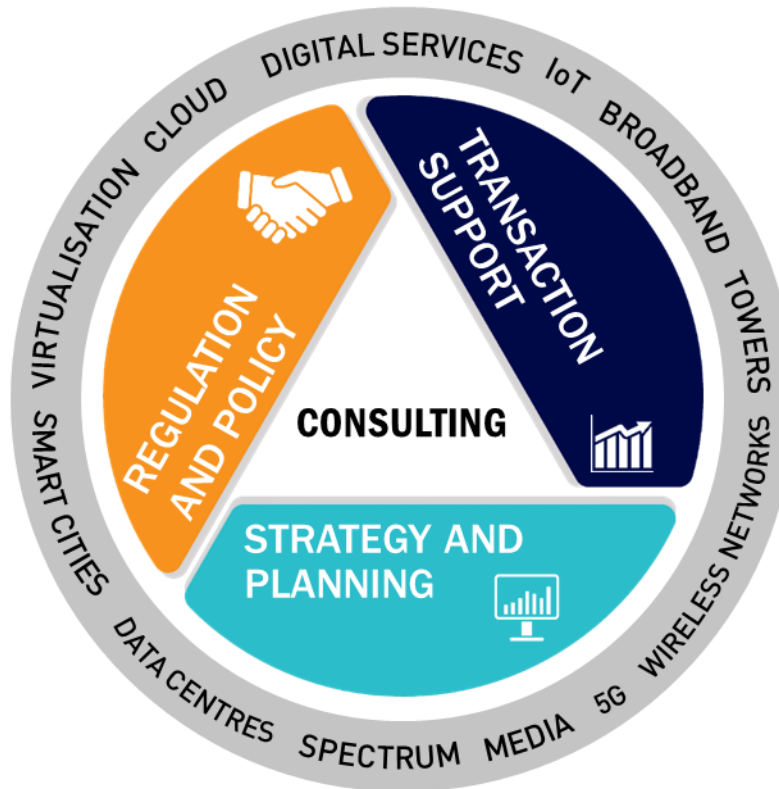 DIGITAL SERVICES
IoT
BROADBAND
TOWERS
WIRELESS NETWORKS
5G
MEDIA
SPECTRUM
DATA CENTRES
SMART CITIES
VIRTUALISATION
CLOUD
TRANSACTION
SUPPORT
REGULATION
AND POLICY
CONSULTING
STRATEGY AND
PLANNING